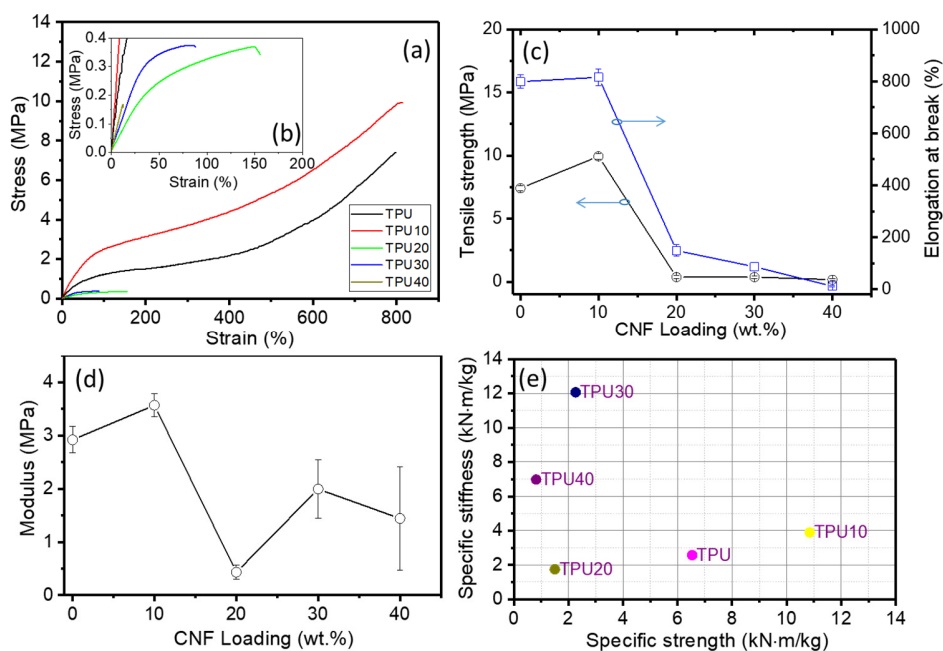 (a)
Stress (MPa)
14
12
10
8
6
4
2
0
0 200 400 600 800
Strain (%)
TPU
TPU10
TPU20
TPU30
TPU40
(b)
Stress (MPa)
0.4
0.3
0.2
0.1
0.0
0 50 100 150 200
Strain (%)
(c)
Tensile strength (MPa)
20
15
10
5
0
Elongation at break (%)
1000
800
600
400
200
0
0 10 20 30 40
CNF Loading (wt.%)
(d)
Modulus (MPa)
4
3
2
1
0
0 10 20 30 40
CNF Loading (wt.%)
(e)
Specific stiffness (kN·m/kg)
14
12
10
8
6
4
2
0
TPU30
TPU40
TPU10
TPU
TPU20
0 2 4 6 8 10 12 14
Specific strength (kN·m/kg)